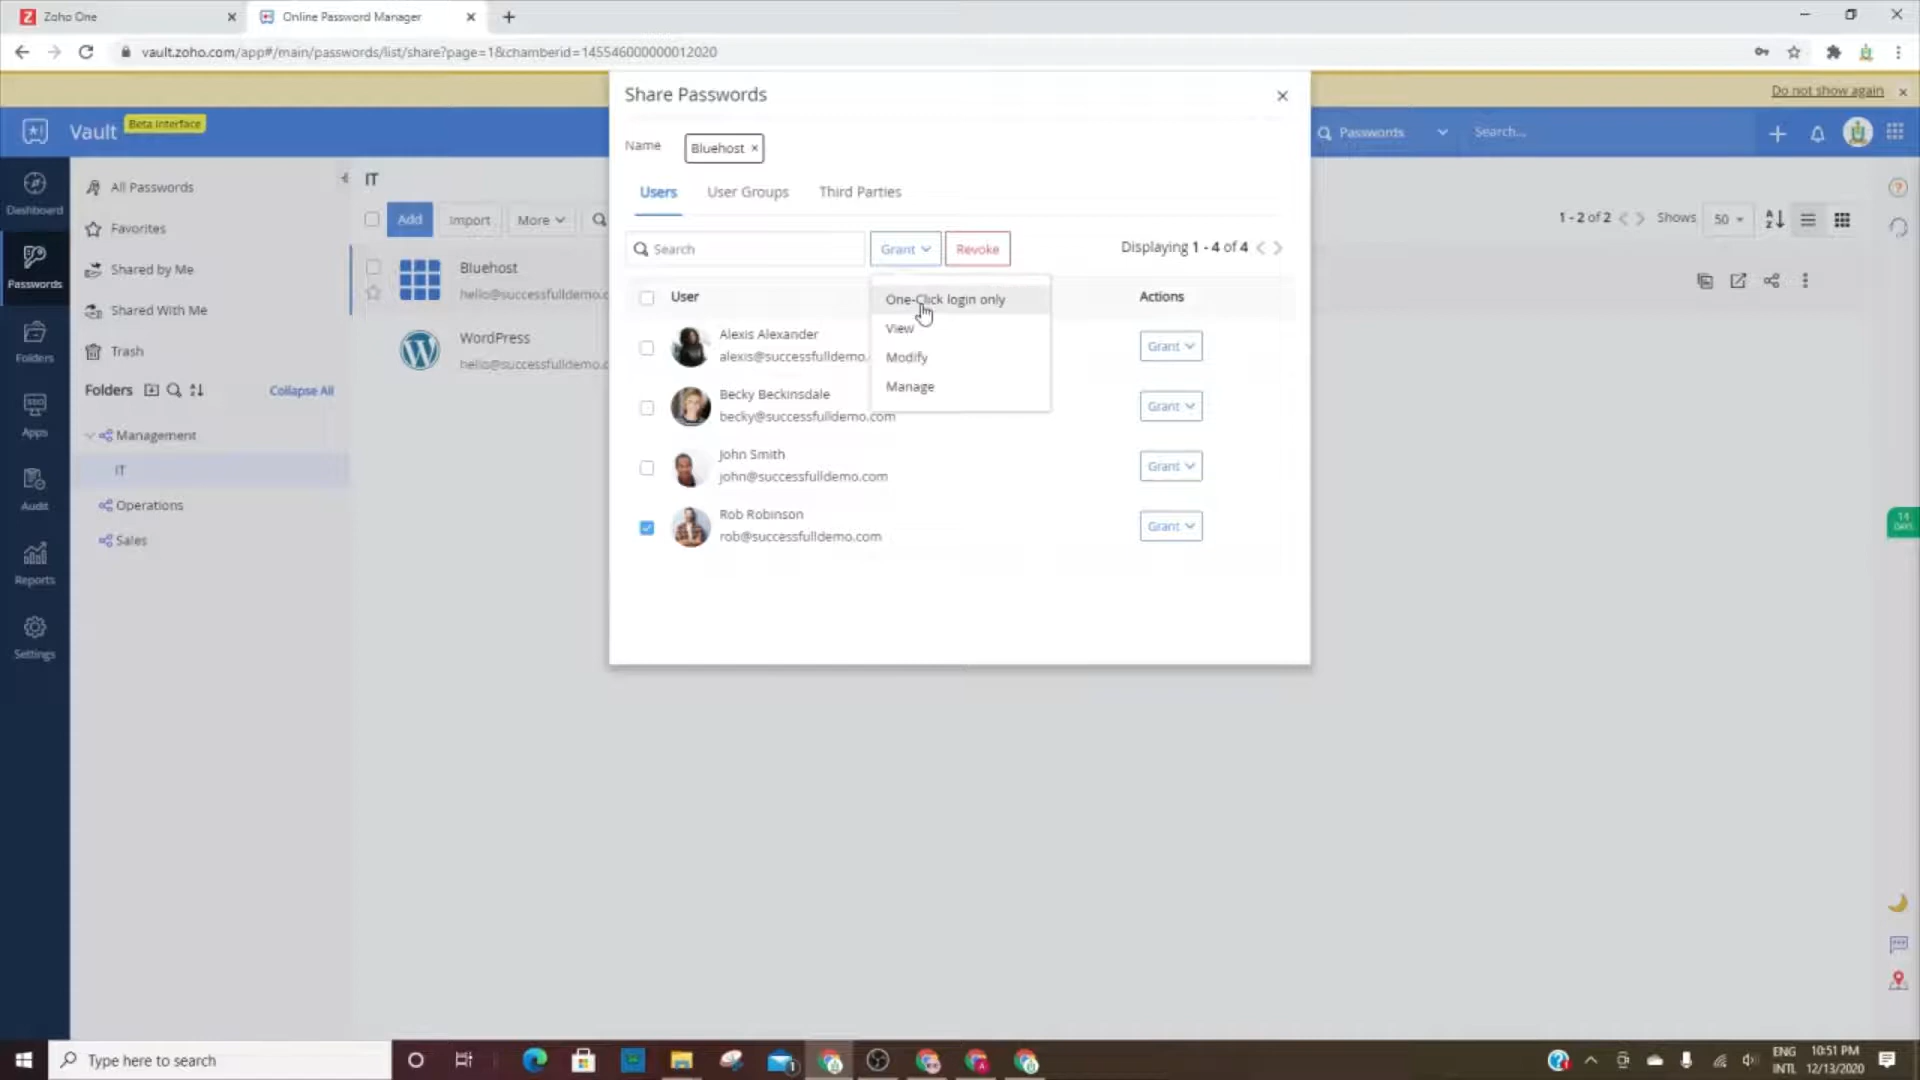 Zoho One
Online Password Manager
vault.zoho.com/app#/main/passwords/list/share?page=1&chamberid=145546000000012020
Do not show again
Vault
Beta Interface
Passwords
Search...
Dashboard
Passwords
Folders
Apps
Audit
Reports
Settings
All Passwords
Favorites
Shared by Me
Shared With Me
Trash
Folders
Collapse All
Management
IT
Operations
Sales
IT
Add
Import
More
1 - 2 of 2
Shows
50
Bluehost
hello@successfulldemo.c
WordPress
hello@successfulldemo.c
Share Passwords
Name
Bluehost
Users
User Groups
Third Parties
Search
Grant
Revoke
Displaying 1 - 4 of 4
User
Actions
One-Click login only
View
Modify
Manage
Alexis Alexander
alexis@successfulldemo.
Grant
Becky Beckinsdale
becky@successfulldemo.com
Grant
John Smith
john@successfulldemo.com
Grant
Rob Robinson
rob@successfulldemo.com
Grant
14
DAYS
Type here to search
ENG
INTL
10:51 PM
12/13/2020